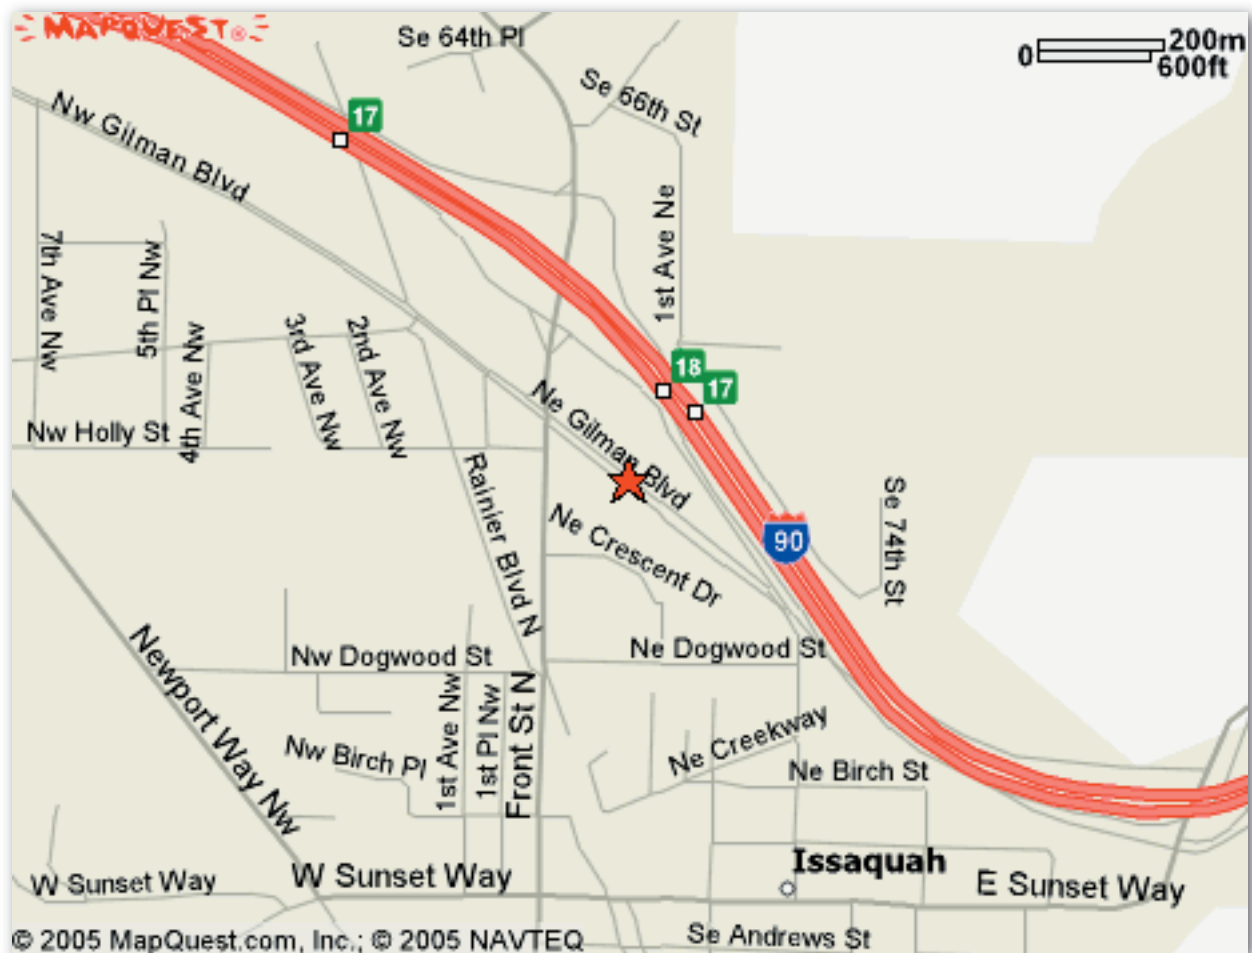 MAPQUEST®
Se 64th Pl
0 200m
600ft
Se 66th St
Nw Gilman Blvd
17
1st Ave Ne
7th Ave Nw
5th Pl Nw
4th Ave Nw
3rd Ave Nw
2nd Ave Nw
18
17
Ne Gilman Blvd
Nw Holly St
Rainier Blvd N
Ne Crescent Dr
90
Se 74th St
Newport Way Nw
Nw Dogwood St
Ne Dogwood St
1st Ave Nw
1st Pl Nw
Front St N
Nw Birch Pl
Ne Creekway
Ne Birch St
Issaquah
W Sunset Way
W Sunset Way
E Sunset Way
Se Andrews St
© 2005 MapQuest.com, Inc.; © 2005 NAVTEQ